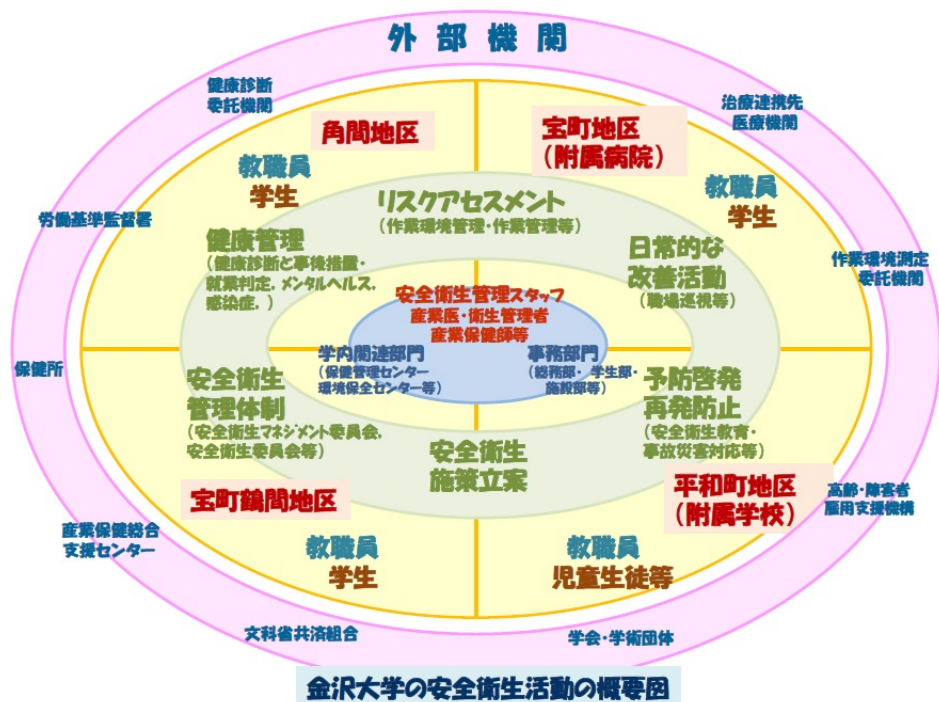 外部機関
健康診断
委託機関
治療連携先
医療機関
角間地区
宝町地区
(附属病院)
教職員
学生
教職員
学生
労働基準監督署
リスクアセスメント
(作業環境管理・作業管理等)
健康管理
(健康診断と事後措置・
就業判定,メンタルヘルス,
感染症,)
日常的な
改善活動
(職場巡視等)
作業環境測定
委託機関
安全衛生管理スタッフ
産業医・衛生管理者
産業保健師等
学内関連部門
(保健管理センター
環境保全センター等)
事務部門
(総務部・学生部・
施設部等)
保健所
安全衛生
管理体制
(安全衛生マネジメント委員会,
安全衛生委員会等)
予防啓発
再発防止
(安全衛生教育・
事故災害対応等)
安全衛生
施策立案
宝町鶴間地区
平和町地区
(附属学校)
高齢・障害者
雇用支援機構
産業保健総合
支援センター
教職員
学生
教職員
児童生徒等
文科省共済組合
学会・学術団体
金沢大学の安全衛生活動の概要図